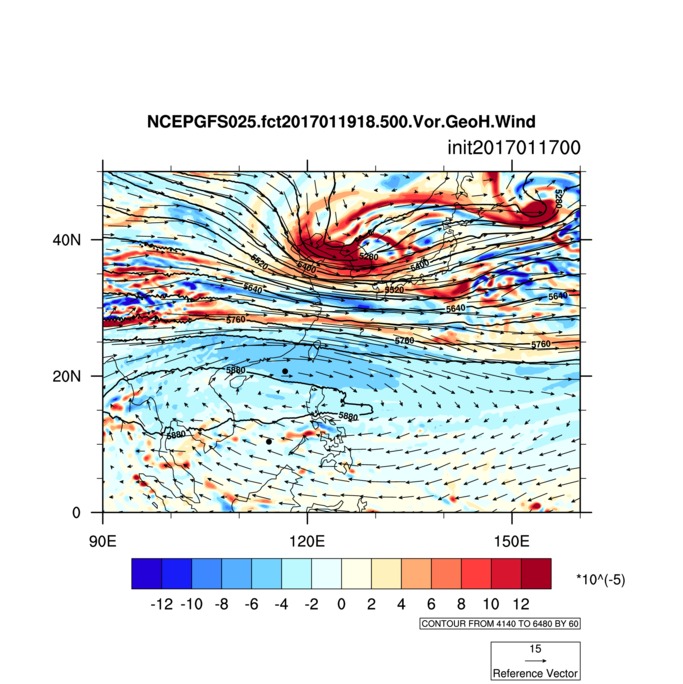 NCEPGFS025.fct2017011918.500.Vor.GeoH.Wind
init2017011700
5280
40N
5280
5400
5400
5520
5520
5640
5640
5640
5760
5760
5760
20N
5880
5880
5880
0
90E 120E 150E
-12 -10 -8 -6 -4 -2 0 2 4 6 8 10 12
*10^(-5)
CONTOUR FROM 4140 TO 6480 BY 60
15
Reference Vector